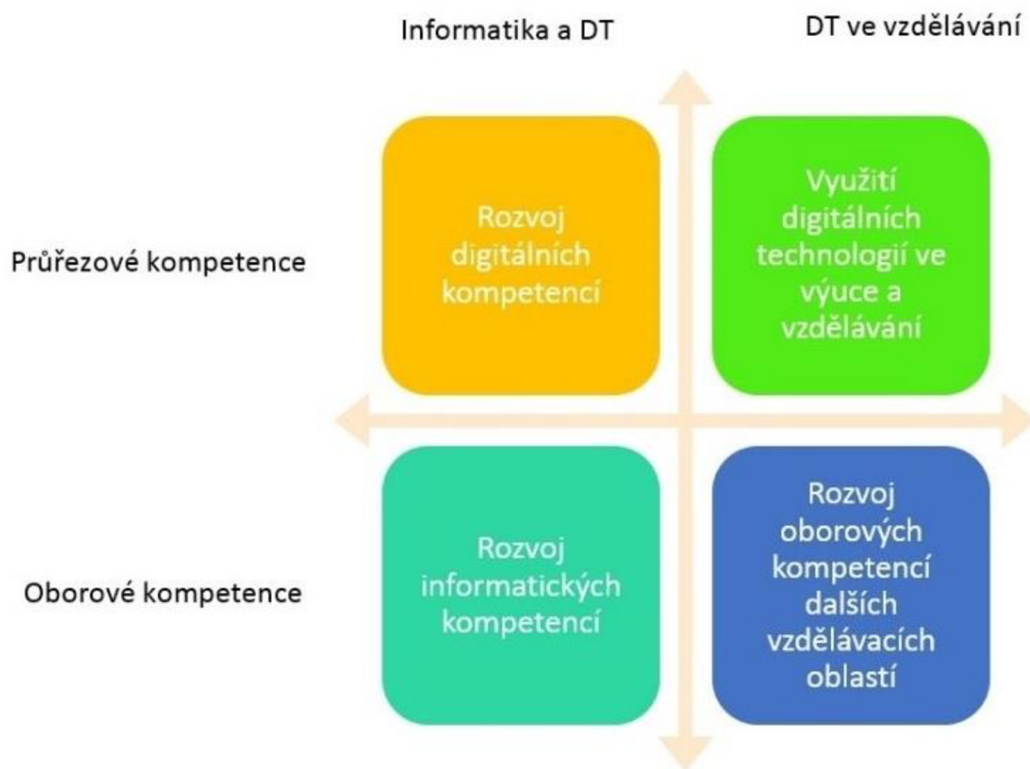 Informatika a DT
DT ve vzdělávání
Průřezové kompetence
Rozvoj
digitálních
kompetencí
Využití
digitálních
technologií ve
výuce a
vzdělávání
Oborové kompetence
Rozvoj
informatických
kompetencí
Rozvoj
oborových
kompetencí
dalších
vzdělávacích
oblastí